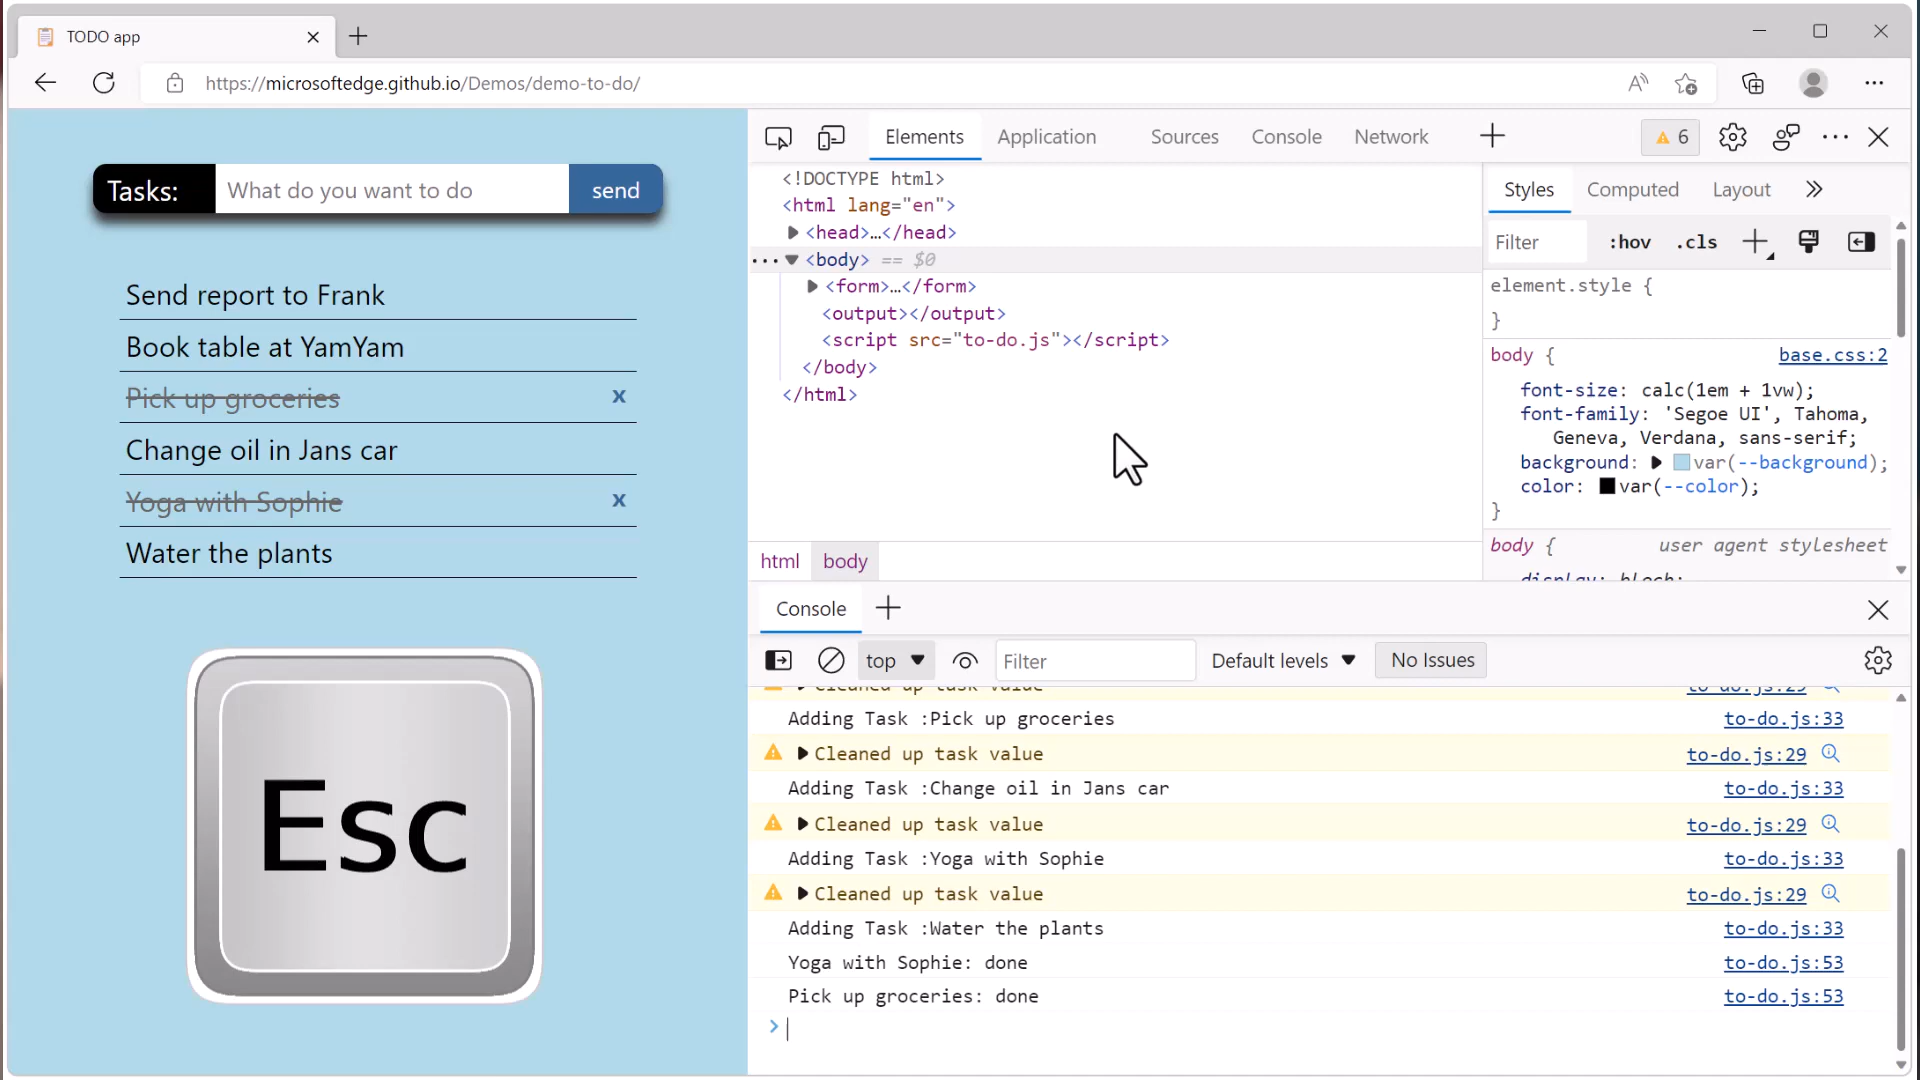 TODO app
https://microsoftedge.github.io/Demos/demo-to-do/
Tasks: What do you want to do send
Send report to Frank
Book table at YamYam
Pick up groceries x
Change oil in Jans car
Yoga with Sophie x
Water the plants
Esc
Elements Application Sources Console Network 6
<!DOCTYPE html>
<html lang="en">
<head>…</head>
<body> == $0
<form>…</form>
<output></output>
<script src="to-do.js"></script>
</body>
</html>
html body
Styles Computed Layout
Filter :hov .cls
element.style {
}
body { base.css:2
font-size: calc(1em + 1vw);
font-family: 'Segoe UI', Tahoma,
Geneva, Verdana, sans-serif;
background: var(--background);
color: var(--color);
}
body { user agent stylesheet
display: block;
Console
top Filter Default levels No Issues
Cleaned up task value to-do.js:29
Adding Task :Pick up groceries to-do.js:33
Cleaned up task value to-do.js:29
Adding Task :Change oil in Jans car to-do.js:33
Cleaned up task value to-do.js:29
Adding Task :Yoga with Sophie to-do.js:33
Cleaned up task value to-do.js:29
Adding Task :Water the plants to-do.js:33
Yoga with Sophie: done to-do.js:53
Pick up groceries: done to-do.js:53